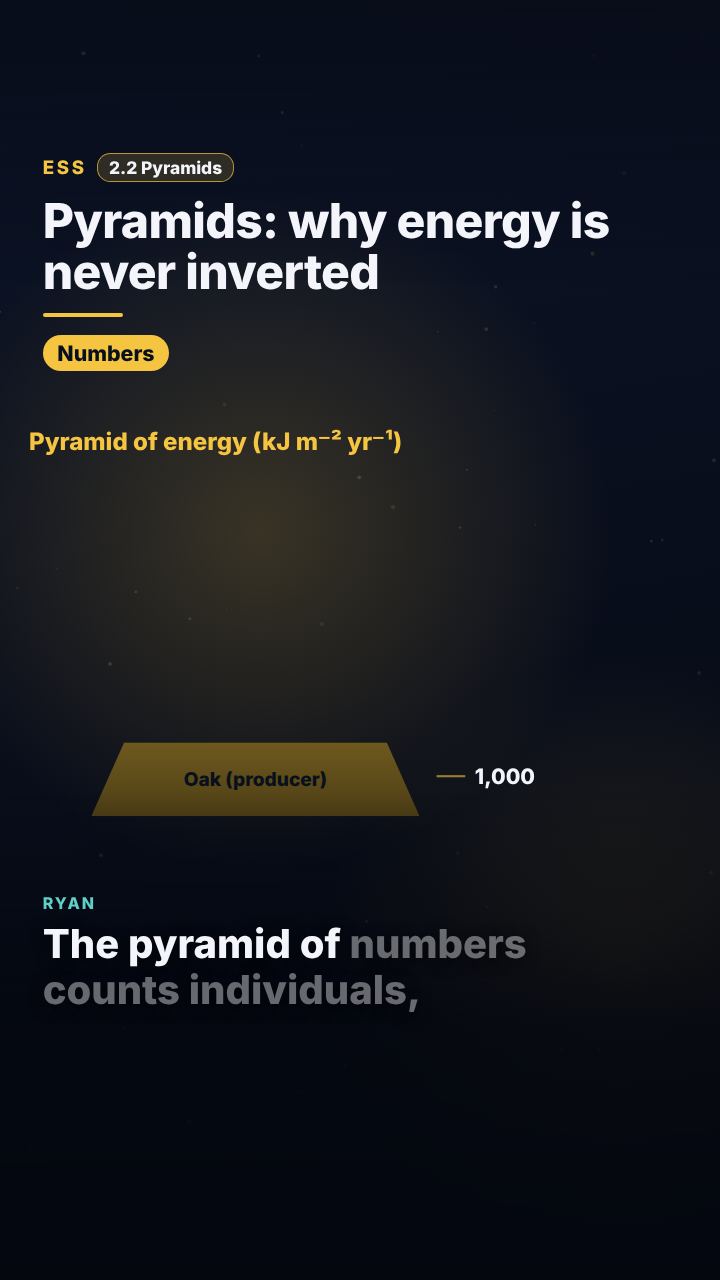 ESS 2.2 Pyramids
Pyramids: why energy is
never inverted
Numbers
Pyramid of energy (kJ m⁻² yr⁻¹)
Oak (producer) 1,000
RYAN
The pyramid of numbers
counts individuals,